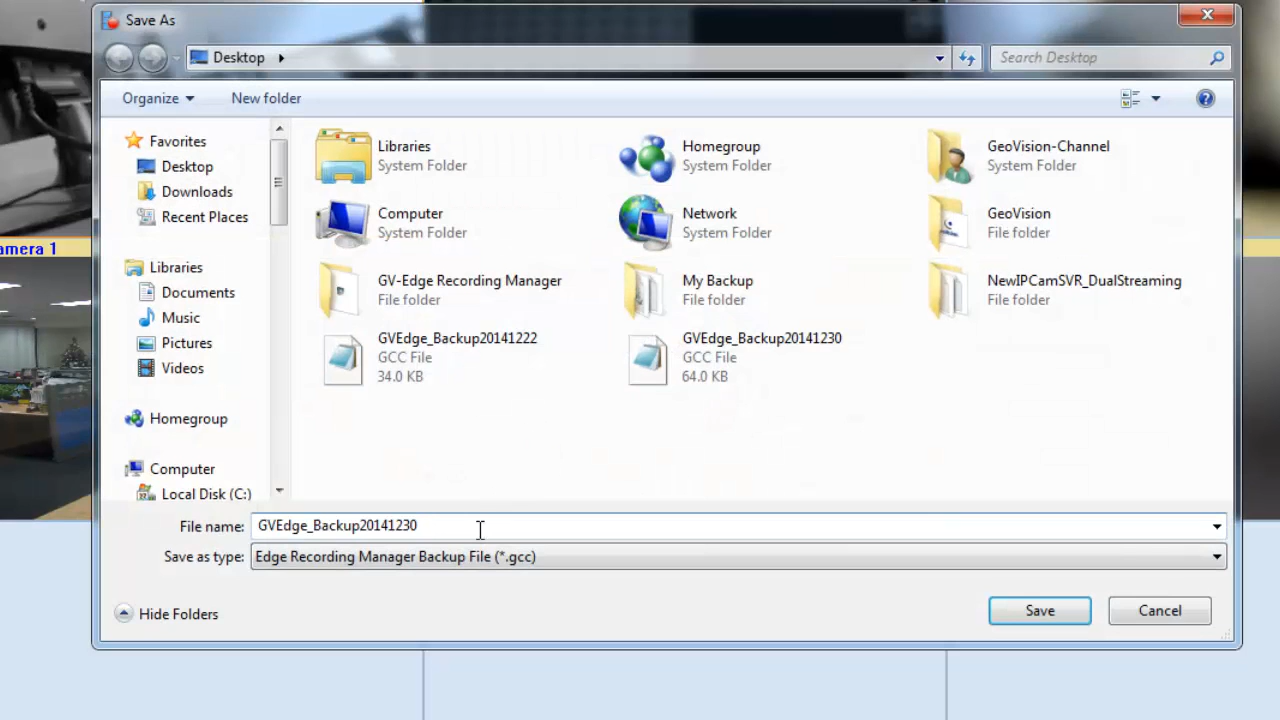 Save As
Desktop
Search Desktop
Organize
New folder
Favorites
Desktop
Downloads
Recent Places
Libraries
Documents
Music
Pictures
Videos
Homegroup
Computer
Local Disk (C:)
Libraries
System Folder
Homegroup
System Folder
GeoVision-Channel
System Folder
Computer
System Folder
Network
System Folder
GeoVision
File folder
GV-Edge Recording Manager
File folder
My Backup
File folder
NewIPCamSVR_DualStreaming
File folder
GVEdge_Backup20141222
GCC File
34.0 KB
GVEdge_Backup20141230
GCC File
64.0 KB
amera 1
File name: GVEdge_Backup20141230
Save as type: Edge Recording Manager Backup File (*.gcc)
Hide Folders
Save
Cancel